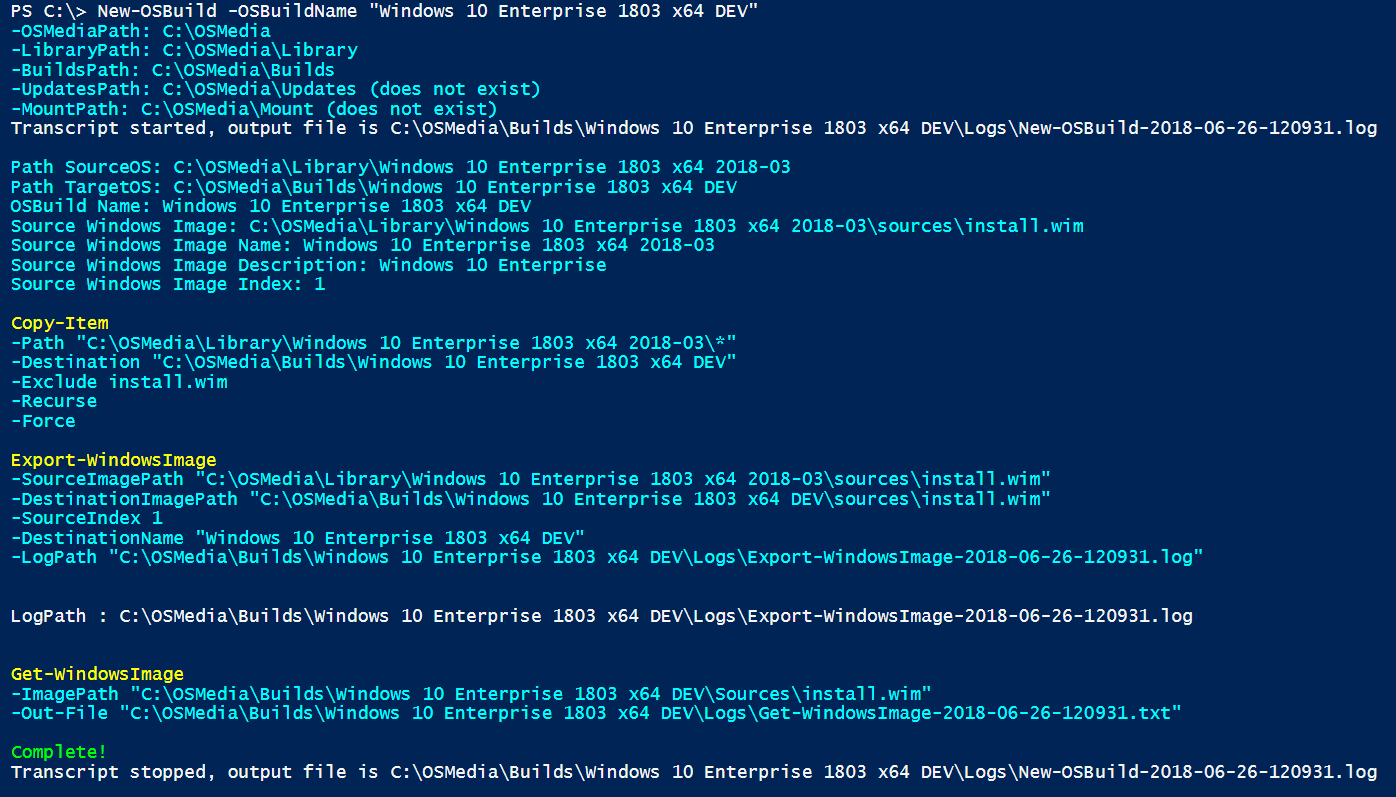 PS C:\> New-OSBuild -OSBuildName "Windows 10 Enterprise 1803 x64 DEV"
-OSMediaPath: C:\OSMedia
-LibraryPath: C:\OSMedia\Library
-BuildsPath: C:\OSMedia\Builds
-UpdatesPath: C:\OSMedia\Updates (does not exist)
-MountPath: C:\OSMedia\Mount (does not exist)
Transcript started, output file is C:\OSMedia\Builds\Windows 10 Enterprise 1803 x64 DEV\Logs\New-OSBuild-2018-06-26-120931.log
Path SourceOS: C:\OSMedia\Library\Windows 10 Enterprise 1803 x64 2018-03
Path TargetOS: C:\OSMedia\Builds\Windows 10 Enterprise 1803 x64 DEV
OSBuild Name: Windows 10 Enterprise 1803 x64 DEV
Source Windows Image: C:\OSMedia\Library\Windows 10 Enterprise 1803 x64 2018-03\sources\install.wim
Source Windows Image Name: Windows 10 Enterprise 1803 x64 2018-03
Source Windows Image Description: Windows 10 Enterprise
Source Windows Image Index: 1
Copy-Item
-Path "C:\OSMedia\Library\Windows 10 Enterprise 1803 x64 2018-03\*"
-Destination "C:\OSMedia\Builds\Windows 10 Enterprise 1803 x64 DEV"
-Exclude install.wim
-Recurse
-Force
Export-WindowsImage
-SourceImagePath "C:\OSMedia\Library\Windows 10 Enterprise 1803 x64 2018-03\sources\install.wim"
-DestinationImagePath "C:\OSMedia\Builds\Windows 10 Enterprise 1803 x64 DEV\sources\install.wim"
-SourceIndex 1
-DestinationName "Windows 10 Enterprise 1803 x64 DEV"
-LogPath "C:\OSMedia\Builds\Windows 10 Enterprise 1803 x64 DEV\Logs\Export-WindowsImage-2018-06-26-120931.log"
LogPath : C:\OSMedia\Builds\Windows 10 Enterprise 1803 x64 DEV\Logs\Export-WindowsImage-2018-06-26-120931.log
Get-WindowsImage
-ImagePath "C:\OSMedia\Builds\Windows 10 Enterprise 1803 x64 DEV\Sources\install.wim"
-Out-File "C:\OSMedia\Builds\Windows 10 Enterprise 1803 x64 DEV\Logs\Get-WindowsImage-2018-06-26-120931.txt"
Complete!
Transcript stopped, output file is C:\OSMedia\Builds\Windows 10 Enterprise 1803 x64 DEV\Logs\New-OSBuild-2018-06-26-120931.log